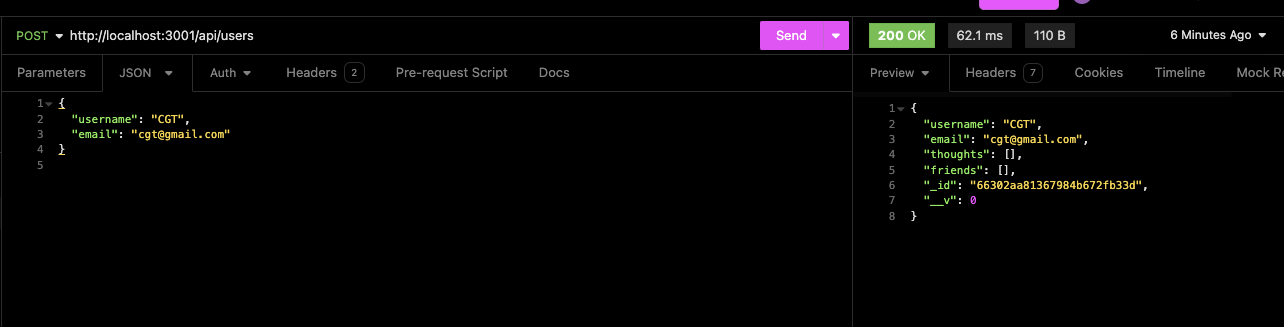 POST http://localhost:3001/api/users Send 200 OK 62.1 ms 110 B 6 Minutes Ago
Parameters JSON Auth Headers 2 Pre-request Script Docs
Preview Headers 7 Cookies Timeline Mock Re
1 {
2 "username": "CGT",
3 "email": "cgt@gmail.com"
4 }
5
1 {
2 "username": "CGT",
3 "email": "cgt@gmail.com",
4 "thoughts": [],
5 "friends": [],
6 "_id": "66302aa81367984b672fb33d",
7 "__v": 0
8 }